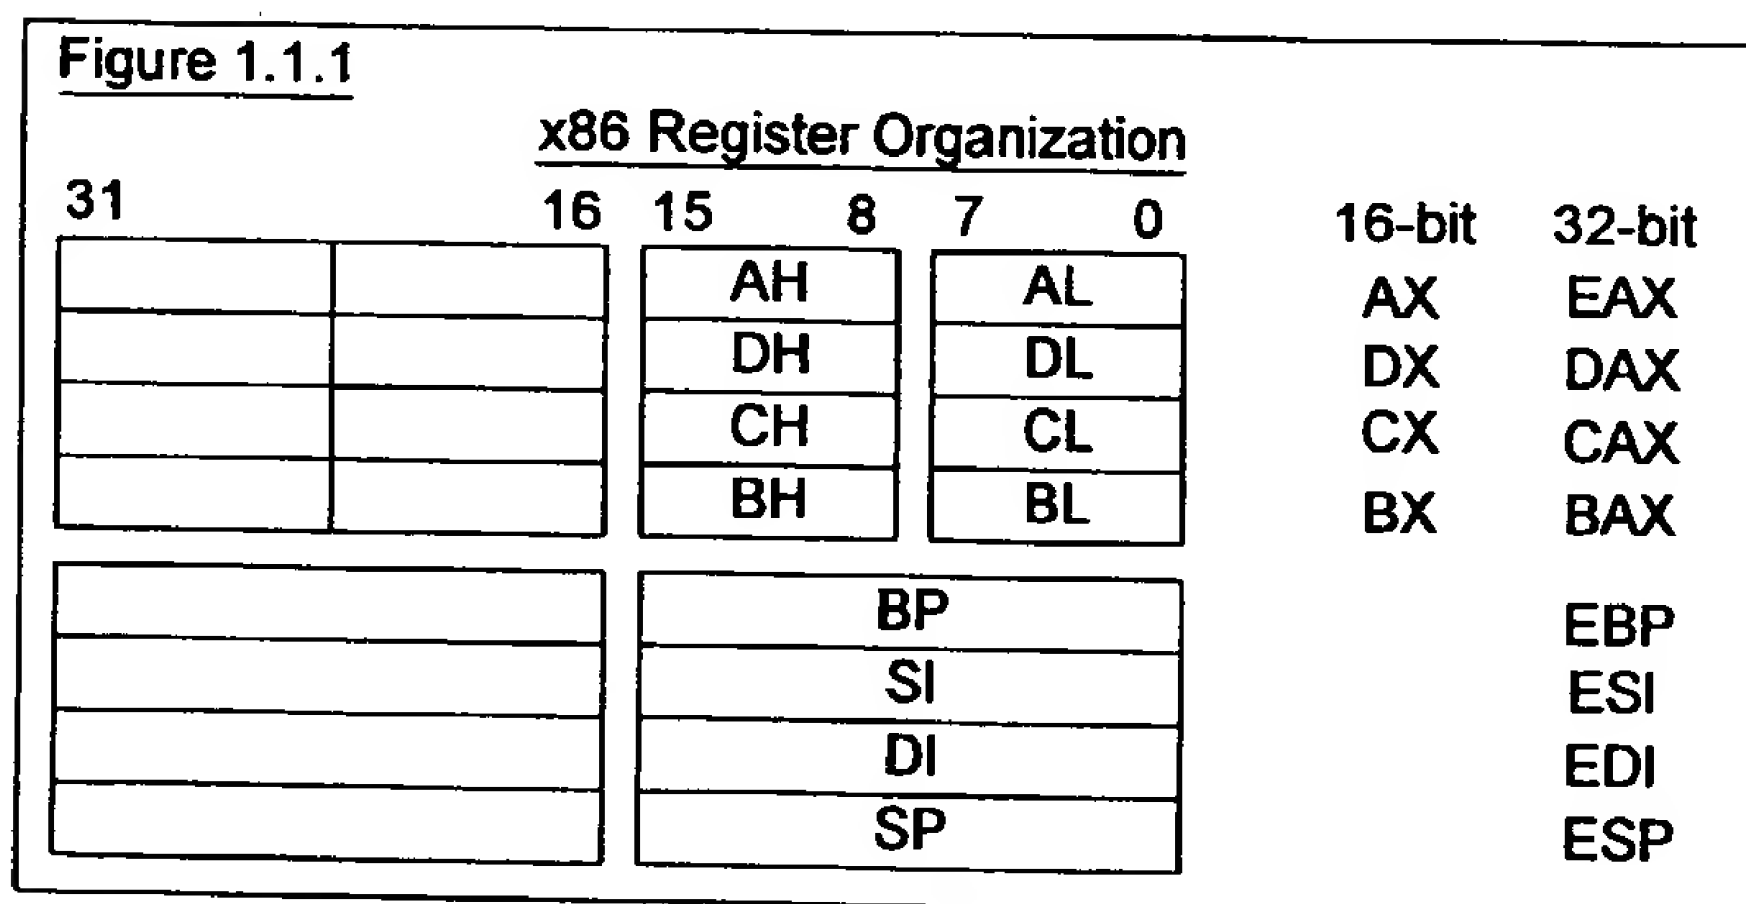 Figure 1.1.1
x86 Register Organization
31 16 15 8 7 0 16-bit 32-bit
AH AL AX EAX
DH DL DX DAX
CH CL CX CAX
BH BL BX BAX
BP EBP
SI ESI
DI EDI
SP ESP